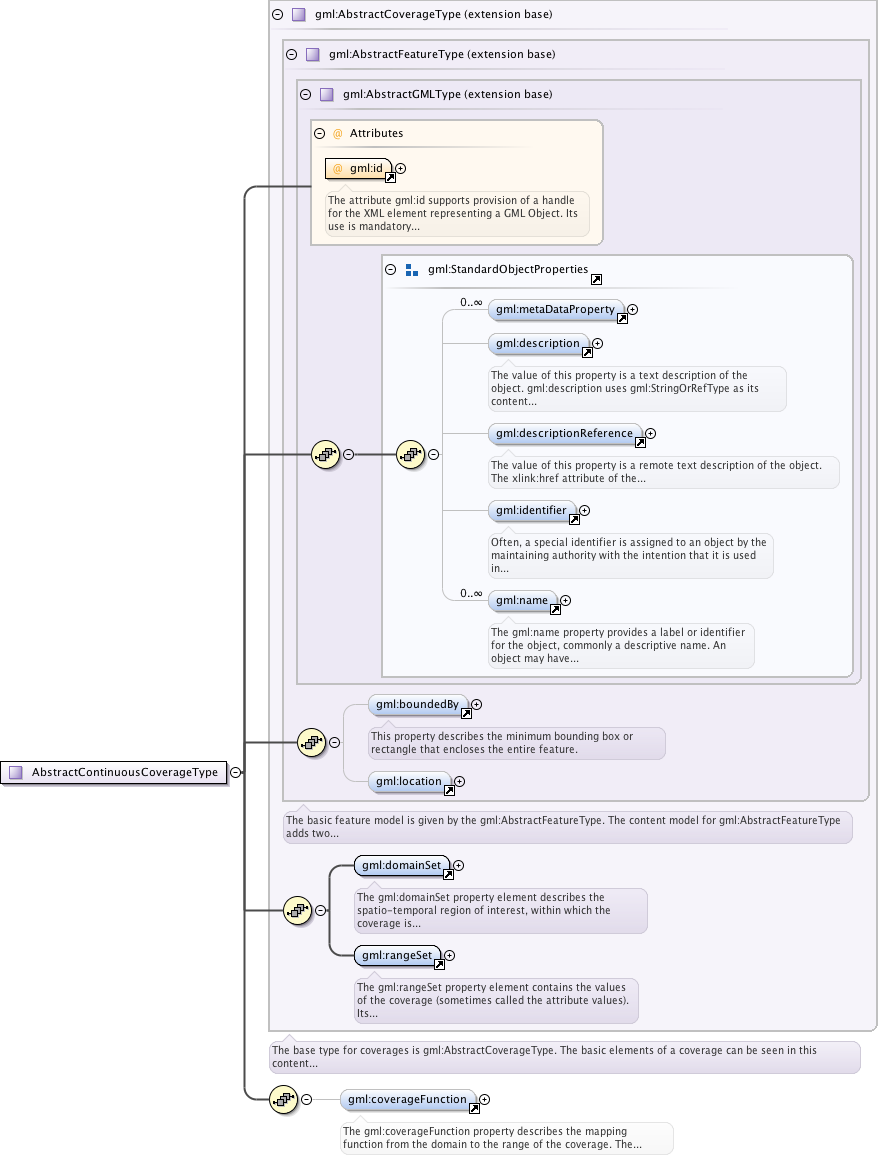 gml:AbstractCoverageType (extension base)
gml:AbstractFeatureType (extension base)
gml:AbstractGMLType (extension base)
@ Attributes
@ gml:id
The attribute gml:id supports provision of a handle
for the XML element representing a GML Object. Its
use is mandatory...
gml:StandardObjectProperties
0..∞
gml:metaDataProperty
gml:description
The value of this property is a text description of the
object. gml:description uses gml:StringOrRefType as its
content...
gml:descriptionReference
The value of this property is a remote text description of the object.
The xlink:href attribute of the...
gml:identifier
Often, a special identifier is assigned to an object by the
maintaining authority with the intention that it is used
in...
0..∞
gml:name
The gml:name property provides a label or identifier
for the object, commonly a descriptive name. An
object may have...
gml:boundedBy
This property describes the minimum bounding box or
rectangle that encloses the entire feature.
AbstractContinuousCoverageType
gml:location
The basic feature model is given by the gml:AbstractFeatureType. The content model for gml:AbstractFeatureType
adds two...
gml:domainSet
The gml:domainSet property element describes the
spatio-temporal region of interest, within which the
coverage is...
gml:rangeSet
The gml:rangeSet property element contains the values
of the coverage (sometimes called the attribute values).
Its...
The base type for coverages is gml:AbstractCoverageType. The basic elements of a coverage can be seen in this
content...
gml:coverageFunction
The gml:coverageFunction property describes the mapping
function from the domain to the range of the coverage. The...